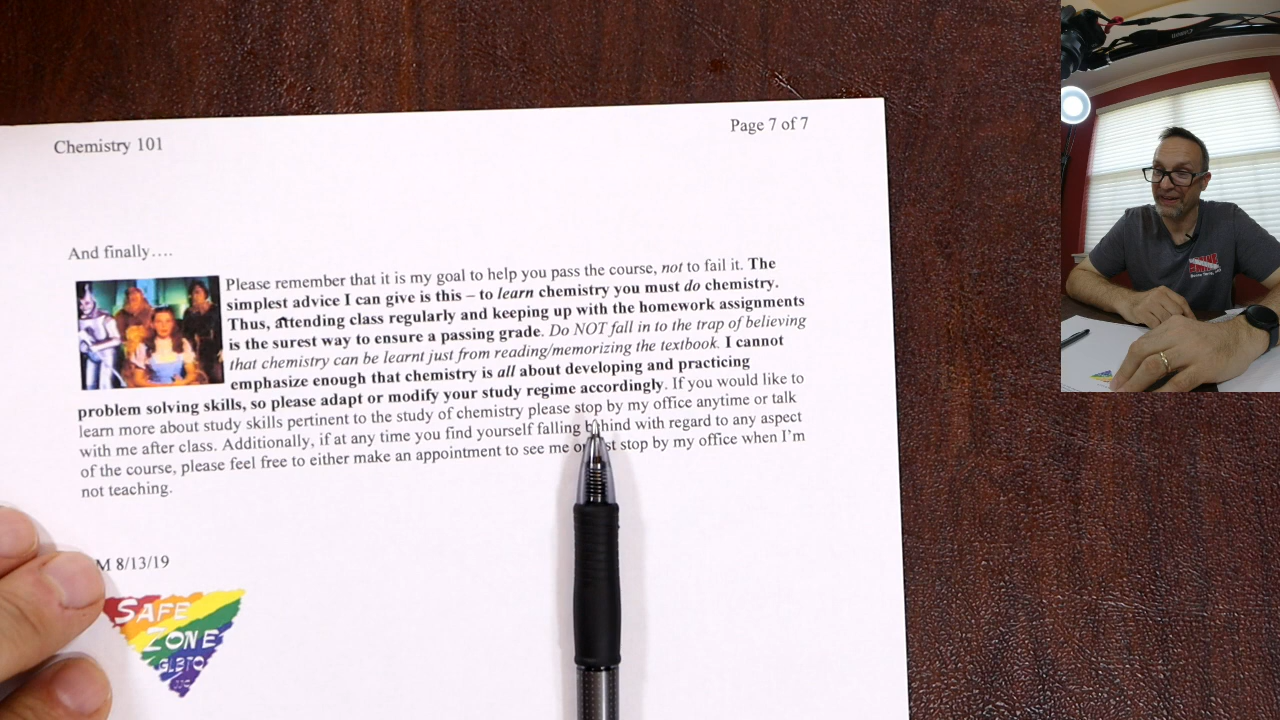 Chemistry 101
Page 7 of 7
And finally….
Please remember that it is my goal to help you pass the course, not to fail it. The
simplest advice I can give is this – to learn chemistry you must do chemistry.
Thus, attending class regularly and keeping up with the homework assignments
is the surest way to ensure a passing grade. Do NOT fall in to the trap of believing
that chemistry can be learnt just from reading/memorizing the textbook. I cannot
emphasize enough that chemistry is all about developing and practicing
problem solving skills, so please adapt or modify your study regime accordingly. If you would like to
learn more about study skills pertinent to the study of chemistry please stop by my office anytime or talk
with me after class. Additionally, if at any time you find yourself falling behind with regard to any aspect
of the course, please feel free to either make an appointment to see me stop by my office when I'm
not teaching.
M 8/13/19
SAFE
ZONE
GLBTQ
JJC